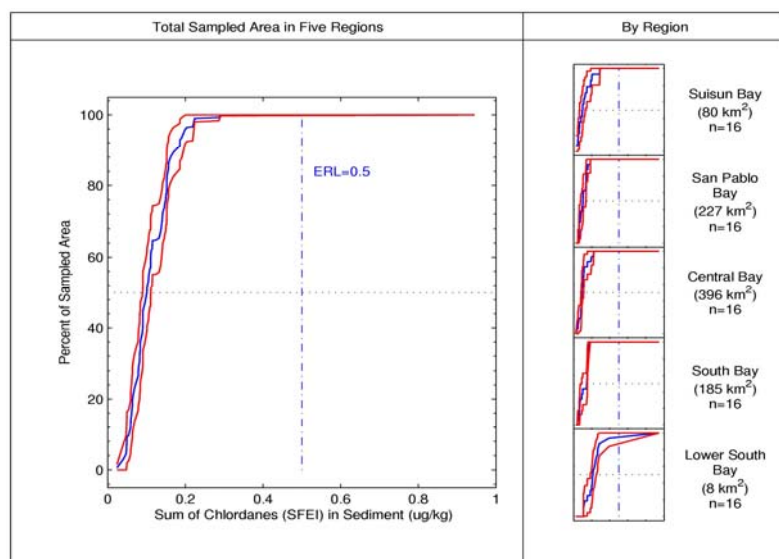 Total Sampled Area in Five Regions
By Region
100
80
60
40
20
0
Percent of Sampled Area
ERL=0.5
0
0.2
0.4
0.6
0.8
1
Sum of Chlordanes (SFEI) in Sediment (ug/kg)
Suisun Bay
(80 km²)
n=16
San Pablo
Bay
(227 km²)
n=16
Central Bay
(396 km²)
n=16
South Bay
(185 km²)
n=16
Lower South
Bay
(8 km²)
n=16